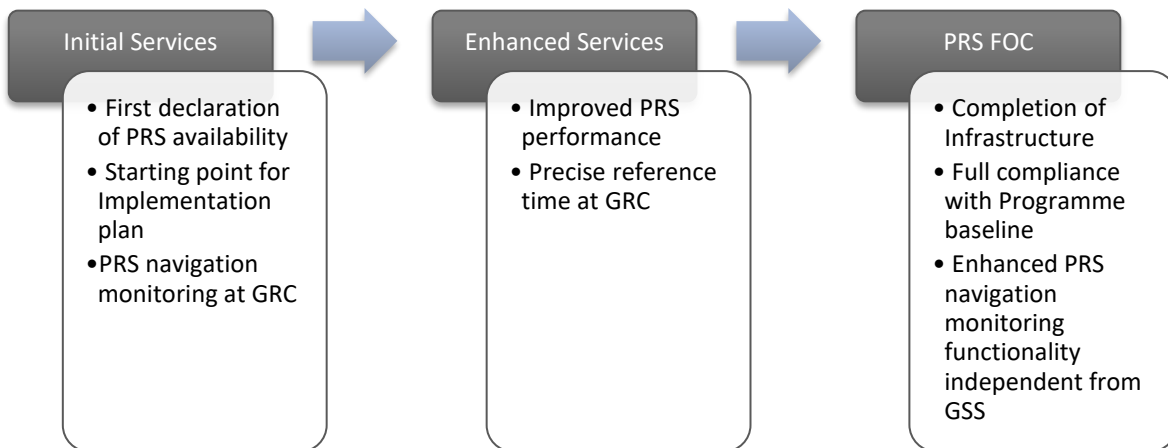 Initial Services
• First declaration
of PRS availability
• Starting point for
Implementation
plan
•PRS navigation
monitoring at GRC
Enhanced Services
• Improved PRS
performance
• Precise reference
time at GRC
PRS FOC
• Completion of
Infrastructure
• Full compliance
with Programme
baseline
• Enhanced PRS
navigation
monitoring
functionality
independent from
GSS